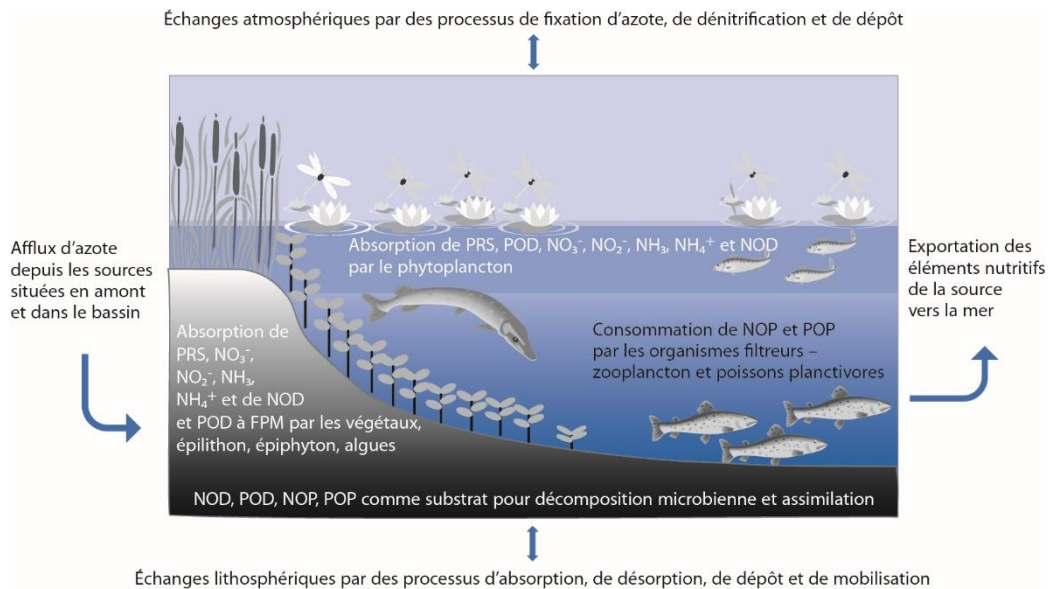 Échanges atmosphériques par des processus de fixation d’azote, de dénitrification et de dépôt
Afflux d’azote
depuis les sources
situées en amont
et dans le bassin
Absorption de PRS, POD, NO₃⁻, NO₂⁻, NH₃, NH₄⁺ et NOD
par le phytoplancton
Absorption de
PRS, NO₃⁻,
NO₂⁻, NH₃,
NH₄⁺ et de NOD
et POD à FPM par les végétaux,
épilithon, épiphyton, algues
Consommation de NOP et POP
par les organismes filtreurs –
zooplancton et poissons planctivores
Exportation des
éléments nutritifs
de la source
vers la mer
NOD, POD, NOP, POP comme substrat pour décomposition microbienne et assimilation
Échanges lithosphériques par des processus d’absorption, de désorption, de dépôt et de mobilisation